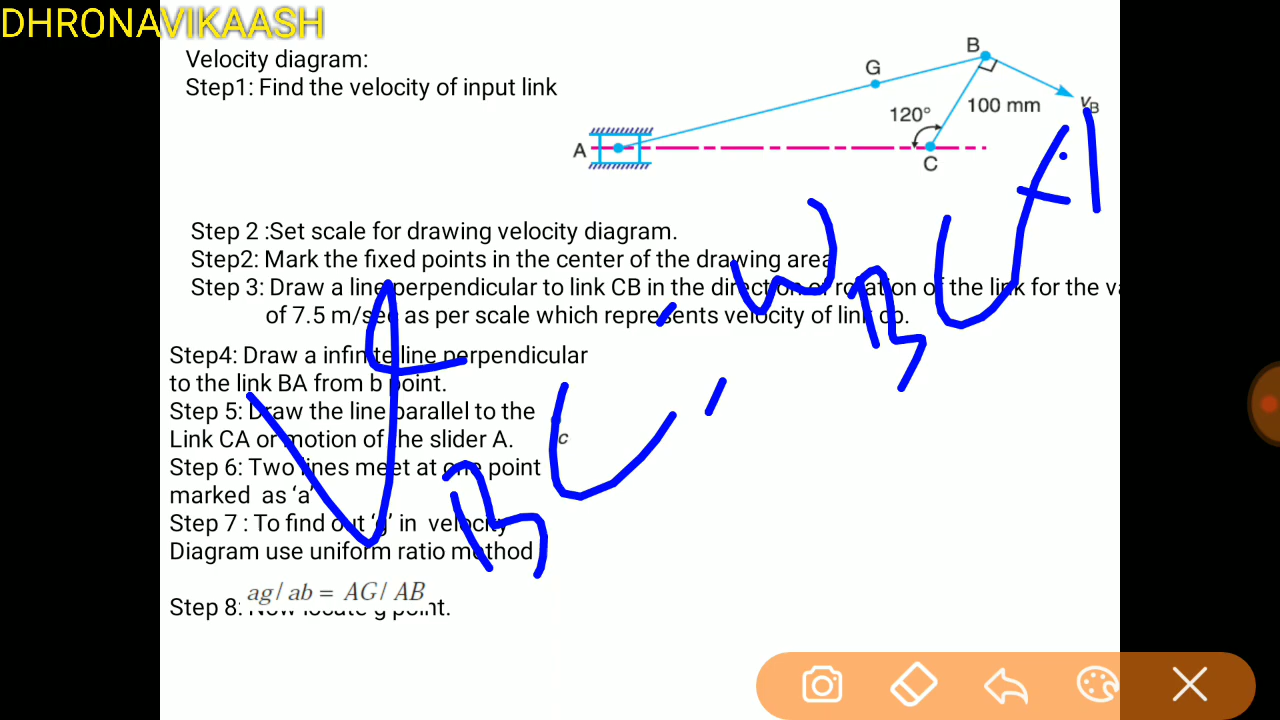 DHRONAVIKAASH
Velocity diagram:
Step1: Find the velocity of input link
B
G
v_B
120°
100 mm
A
C
Step 2 :Set scale for drawing velocity diagram.
Step2: Mark the fixed points in the center of the drawing area
Step 3: Draw a line perpendicular to link CB in the direction of rotation of the link for the
of 7.5 m/sec as per scale which represents velocity of link cb.
Step4: Draw a infinite line perpendicular
to the link BA from b point.
Step 5: Draw the line parallel to the
Link CA or motion of the slider A.
c
Step 6: Two lines meet at one point
marked as ‘a’
Step 7 : To find out ‘g’ in velocity
Diagram use uniform ratio method
ag/ ab = AG/ AB
Step 8: Now locate g point.